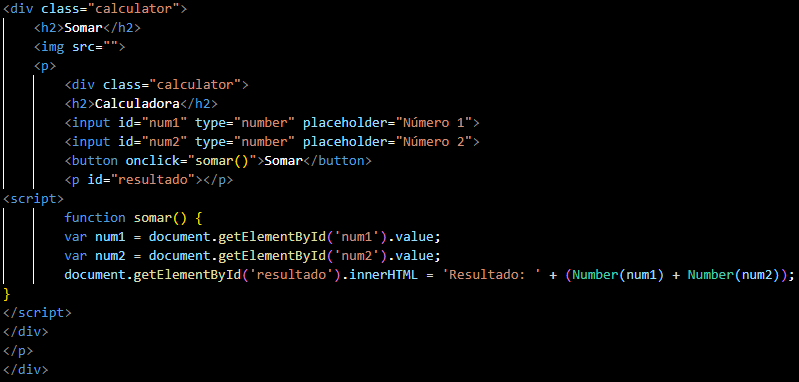 <div class="calculator">
<h2>Somar</h2>
<img src="">
<p>
<div class="calculator">
<h2>Calculadora</h2>
<input id="num1" type="number" placeholder="Número 1">
<input id="num2" type="number" placeholder="Número 2">
<button onclick="somar()">Somar</button>
<p id="resultado"></p>
<script>
function somar() {
var num1 = document.getElementById('num1').value;
var num2 = document.getElementById('num2').value;
document.getElementById('resultado').innerHTML = 'Resultado: ' + (Number(num1) + Number(num2));
}
</script>
</div>
</p>
</div>